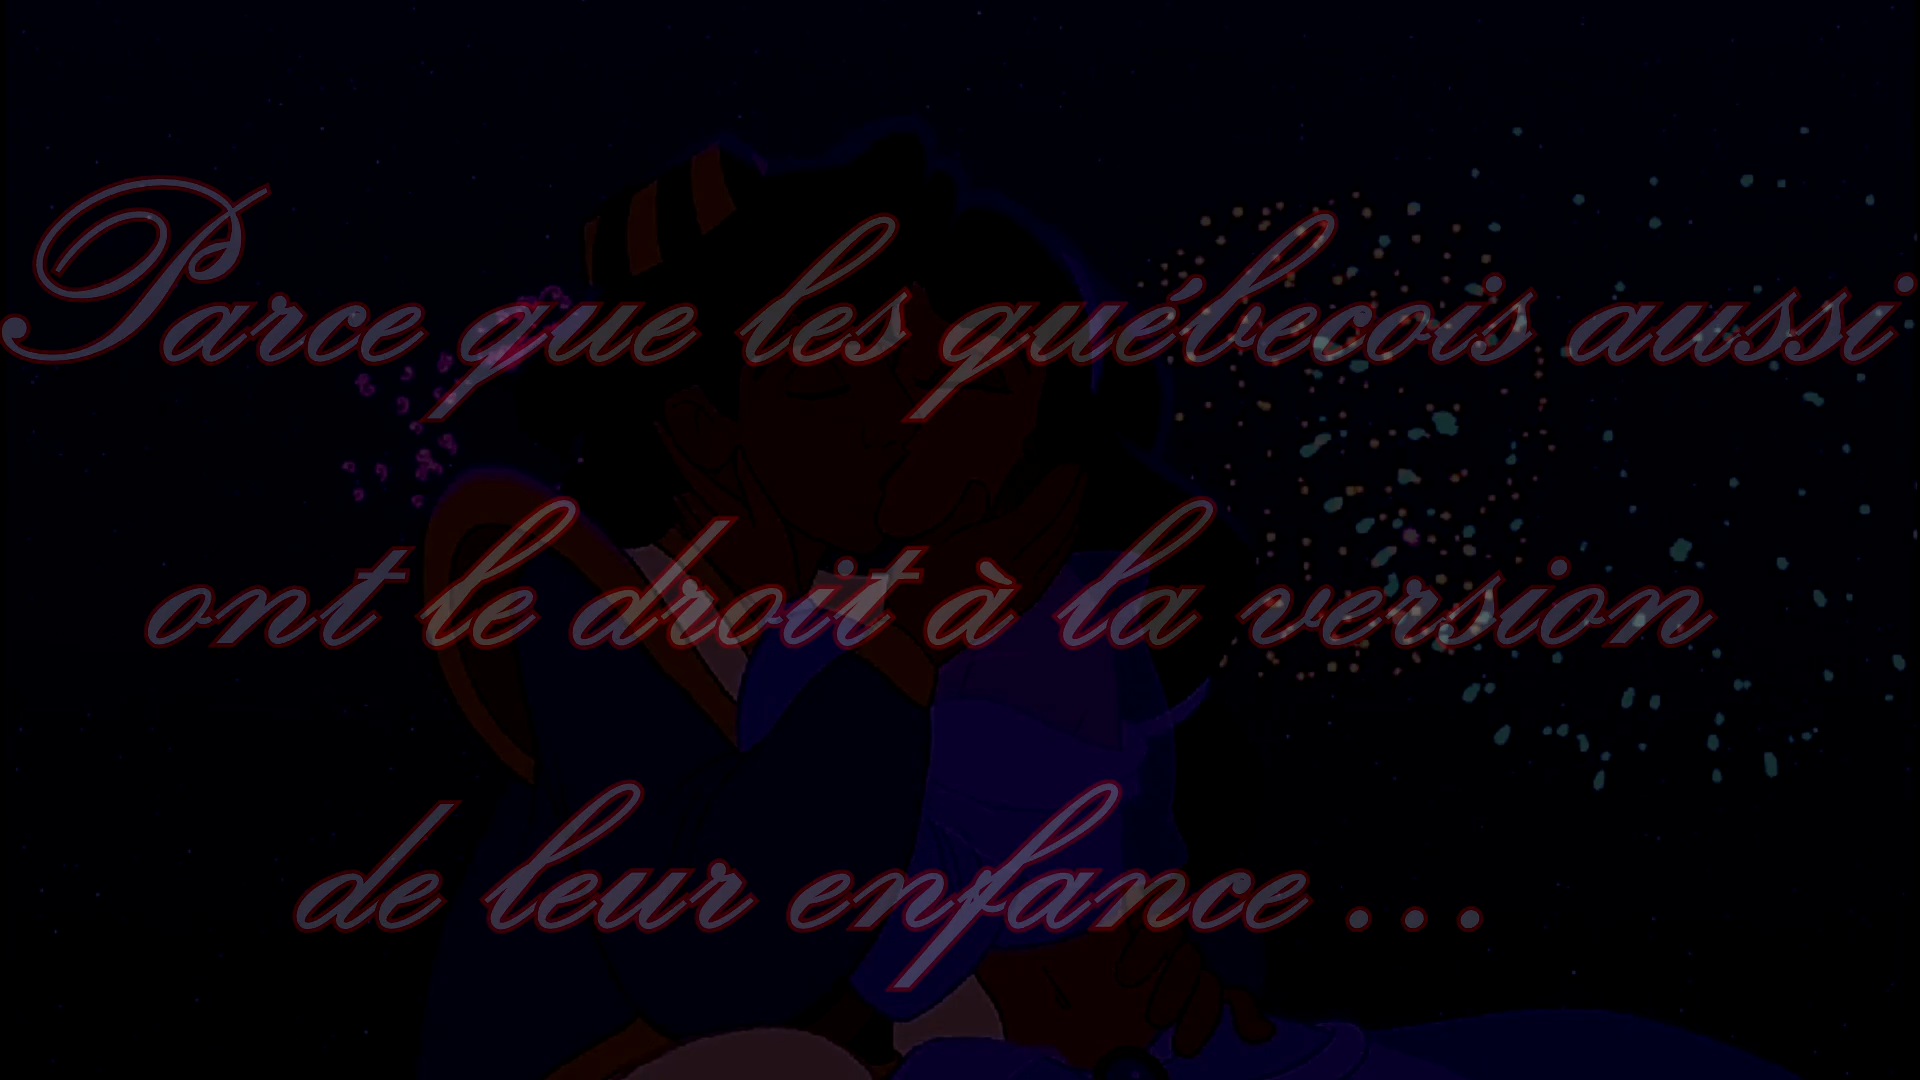 Parce que les québecois aussi
ont le droit à la version
de leur enfance ...